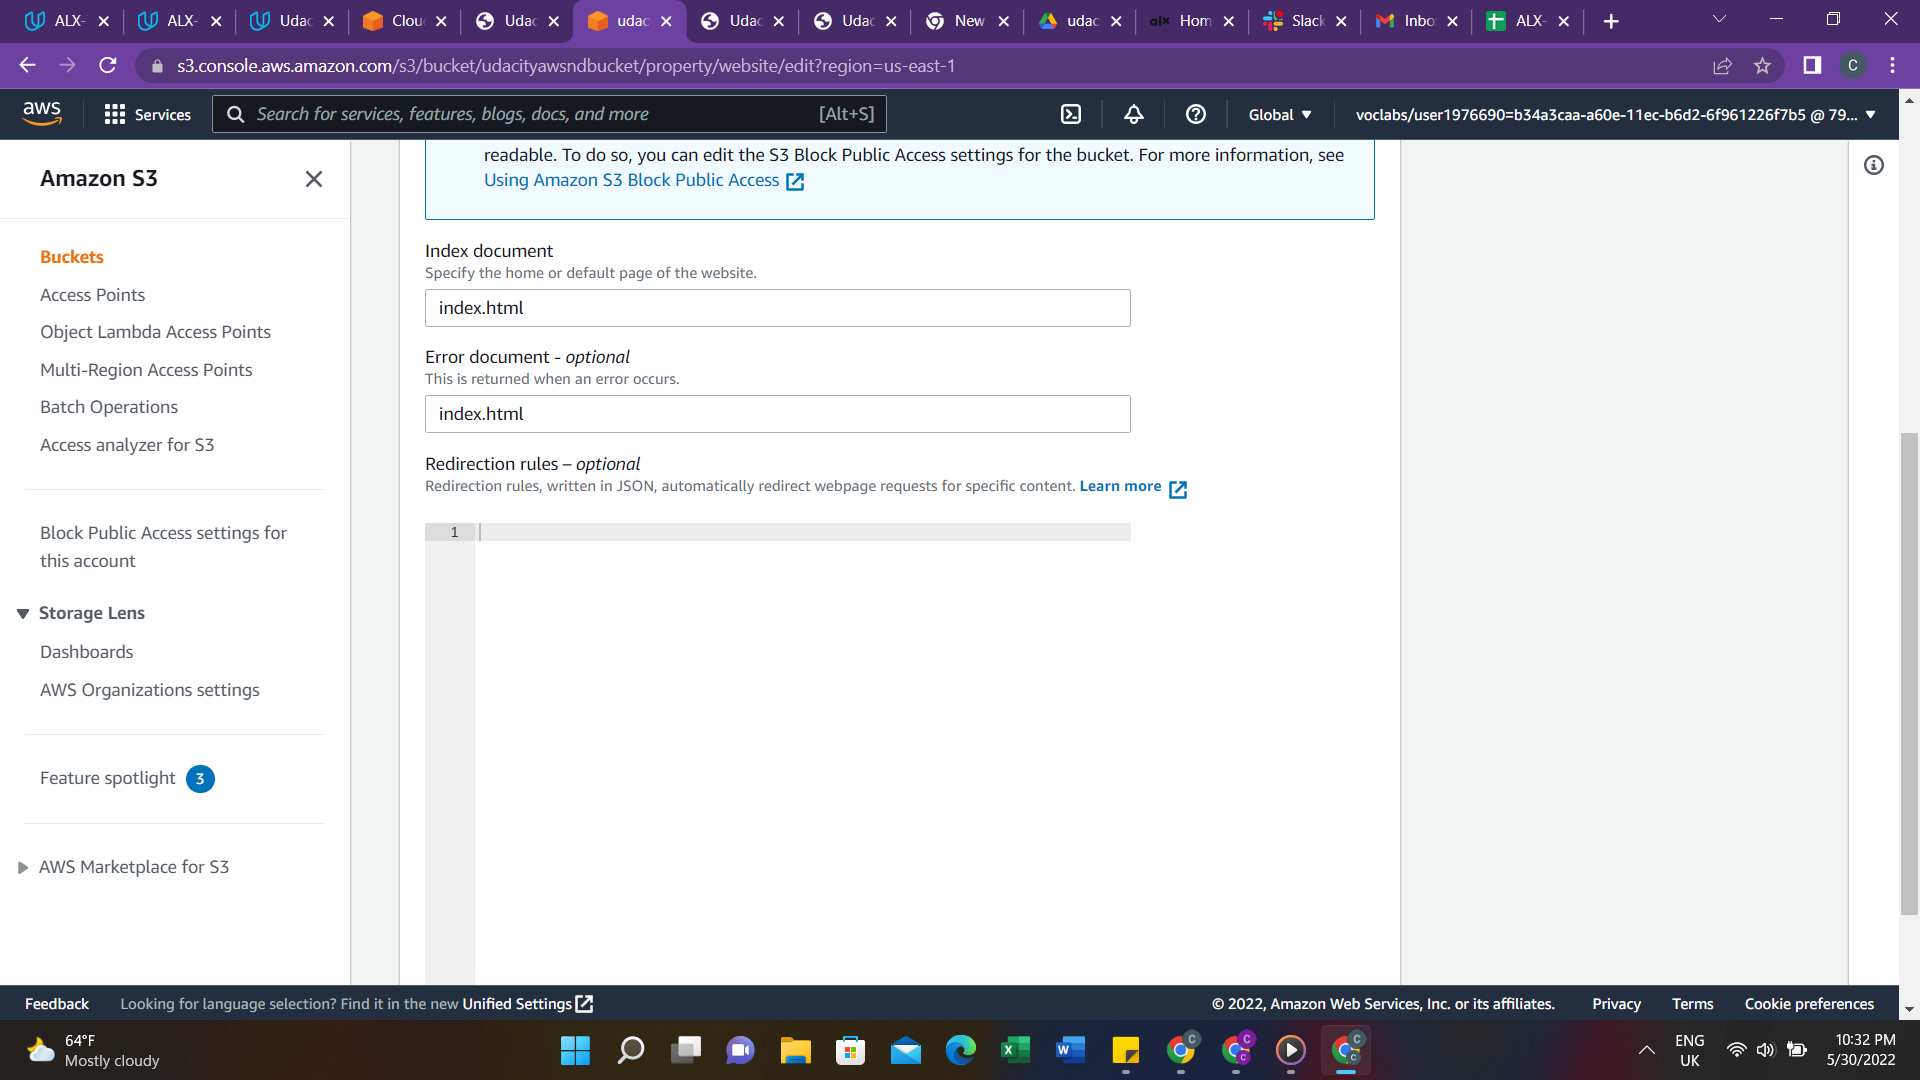 ALX-
ALX-
Udac
Clou
Udac
udac
Udac
Udac
New
udac
alx Hom
Slack
Inbo
ALX-
s3.console.aws.amazon.com/s3/bucket/udacityawsndbucket/property/website/edit?region=us-east-1
C
aws
Services
Search for services, features, blogs, docs, and more [Alt+S]
Global
voclabs/user1976690=b34a3caa-a60e-11ec-b6d2-6f961226f7b5 @ 79...
Amazon S3
Buckets
Access Points
Object Lambda Access Points
Multi-Region Access Points
Batch Operations
Access analyzer for S3
Block Public Access settings for
this account
Storage Lens
Dashboards
AWS Organizations settings
Feature spotlight 3
AWS Marketplace for S3
readable. To do so, you can edit the S3 Block Public Access settings for the bucket. For more information, see
Using Amazon S3 Block Public Access
Index document
Specify the home or default page of the website.
index.html
Error document - optional
This is returned when an error occurs.
index.html
Redirection rules – optional
Redirection rules, written in JSON, automatically redirect webpage requests for specific content. Learn more
1
Feedback
Looking for language selection? Find it in the new Unified Settings
© 2022, Amazon Web Services, Inc. or its affiliates.
Privacy
Terms
Cookie preferences
64°F
Mostly cloudy
ENG
UK
10:32 PM
5/30/2022